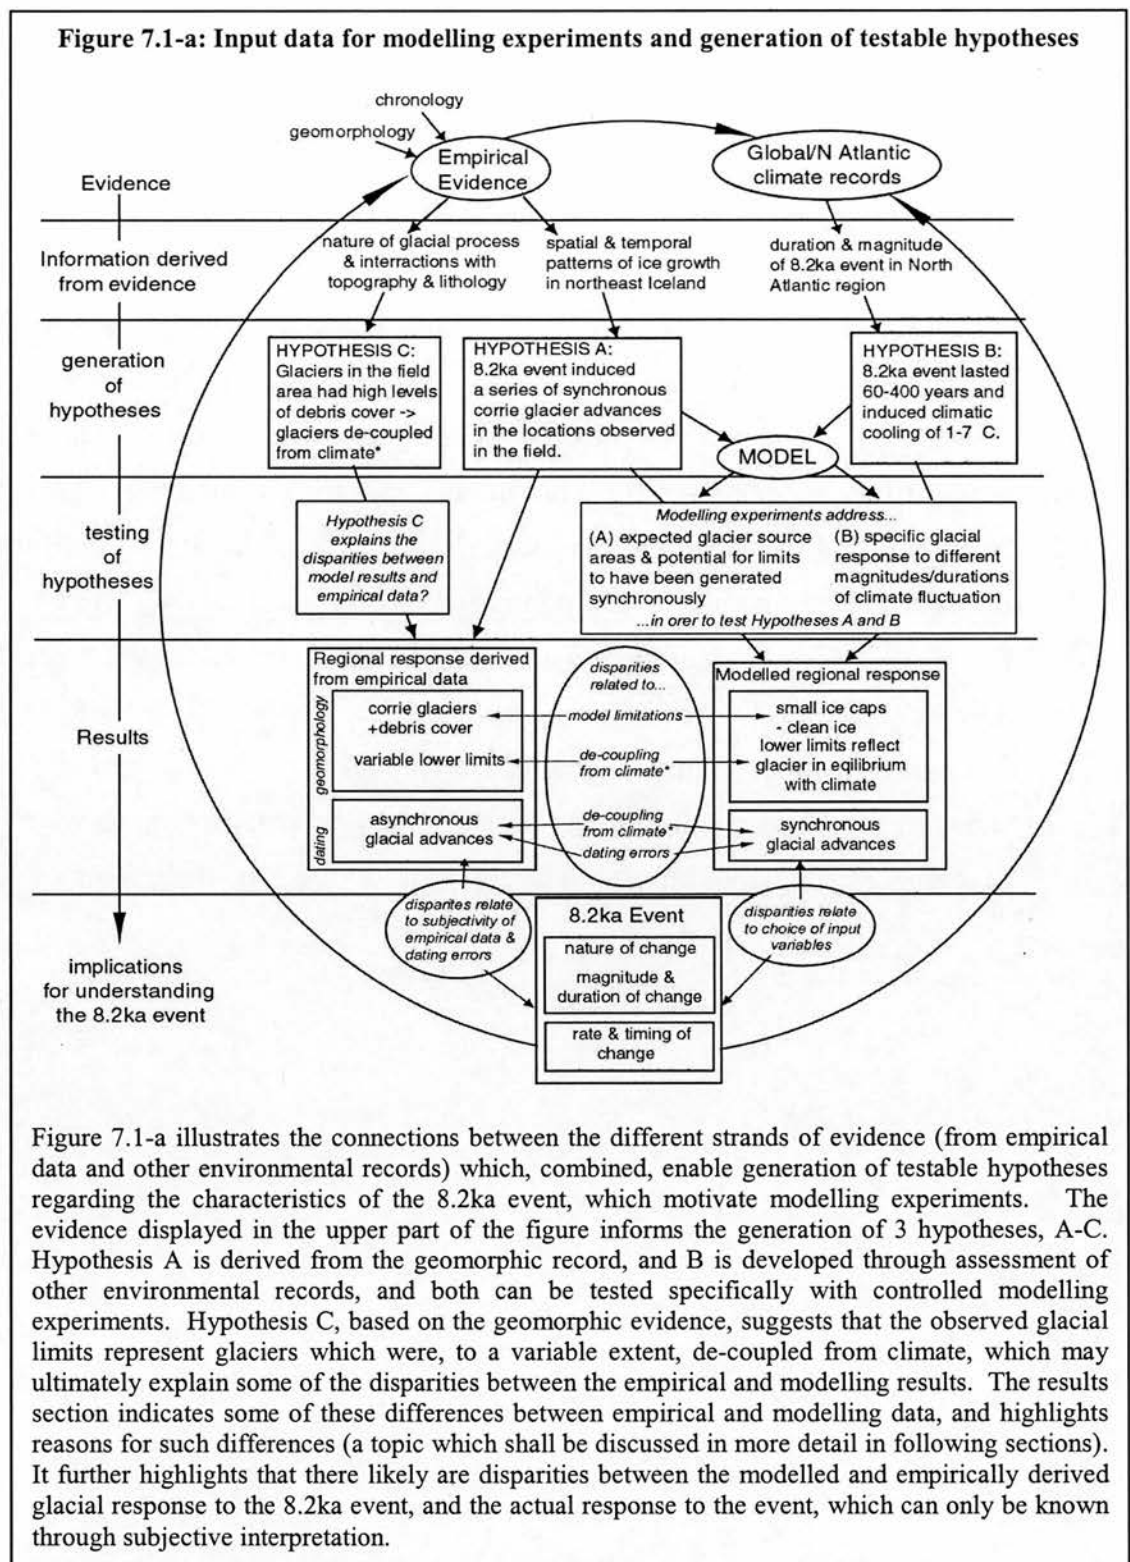 Figure 7.1-a: Input data for modelling experiments and generation of testable hypotheses
chronology
geomorphology
Empirical
Evidence
Global/N Atlantic
climate records
Evidence
Information derived
from evidence
nature of glacial process
& interractions with
topography & lithology
spatial & temporal
patterns of ice growth
in northeast Iceland
duration & magnitude
of 8.2ka event in North
Atlantic region
generation
of
hypotheses
HYPOTHESIS C:
Glaciers in the field
area had high levels
of debris cover ->
glaciers de-coupled
from climate*
HYPOTHESIS A:
8.2ka event induced
a series of synchronous
corrie glacier advances
in the locations observed
in the field.
HYPOTHESIS B:
8.2ka event lasted
60-400 years and
induced climatic
cooling of 1-7 C.
MODEL
testing
of
hypotheses
Hypothesis C
explains the
disparities between
model results and
empirical data?
Modelling experiments address...
(A) expected glacier source
areas & potential for limits
to have been generated
synchronously
(B) specific glacial
response to different
magnitudes/durations
of climate fluctuation
...in orer to test Hypotheses A and B
Results
Regional response derived
from empirical data
geomorphology
corrie glaciers
+debris cover
variable lower limits
dating
asynchronous
glacial advances
disparities
related to...
model limitations
de-coupling
from climate*
de-coupling
from climate*
dating errors
Modelled regional response
small ice caps
- clean ice
lower limits reflect
glacier in eqilibrium
with climate
synchronous
glacial advances
implications
for understanding
the 8.2ka event
disparites relate
to subjectivity of
empirical data &
dating errors
8.2ka Event
nature of change
magnitude &
duration of change
rate & timing of
change
disparities relate
to choice of input
variables
Figure 7.1-a illustrates the connections between the different strands of evidence (from empirical
data and other environmental records) which, combined, enable generation of testable hypotheses
regarding the characteristics of the 8.2ka event, which motivate modelling experiments. The
evidence displayed in the upper part of the figure informs the generation of 3 hypotheses, A-C.
Hypothesis A is derived from the geomorphic record, and B is developed through assessment of
other environmental records, and both can be tested specifically with controlled modelling
experiments. Hypothesis C, based on the geomorphic evidence, suggests that the observed glacial
limits represent glaciers which were, to a variable extent, de-coupled from climate, which may
ultimately explain some of the disparities between the empirical and modelling results. The results
section indicates some of these differences between empirical and modelling data, and highlights
reasons for such differences (a topic which shall be discussed in more detail in following sections).
It further highlights that there likely are disparities between the modelled and empirically derived
glacial response to the 8.2ka event, and the actual response to the event, which can only be known
through subjective interpretation.